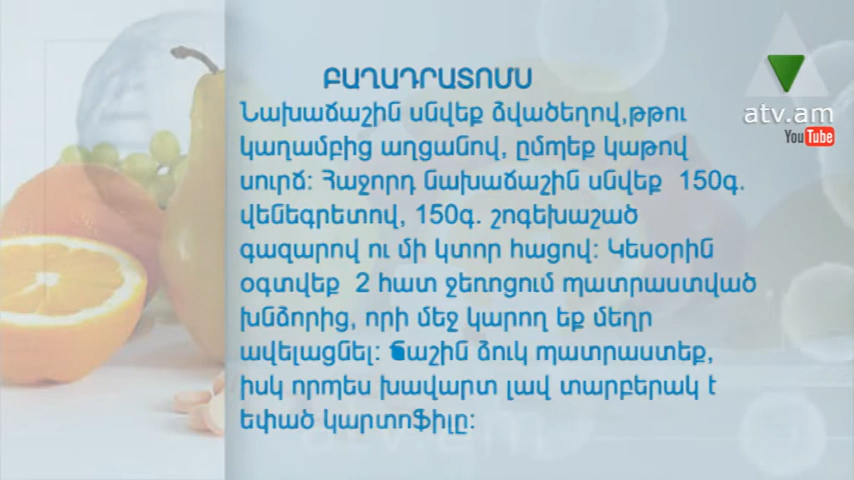 ԲԱՂԱԴՐԱՏՈՄՍ
Նախաճաշին սնվեք ձվածեղով,թթու
կաղամբից աղցանով, ըմպեք կաթով
սուրճ: Հաջորդ նախաճաշին սնվեք 150գ.
վենեգրետով, 150գ. շոգեխաշած
գազարով ու մի կտոր հացով: Կեսօրին
օգտվեք 2 հատ ջեռոցում պատրաստված
խնձորից, որի մեջ կարող եք մեղր
ավելացնել: ձուկ պատրաստեք,
իսկ որպես խավարտ լավ տարբերակ է
եփած կարտոֆիլը:
atv.am
YouTube